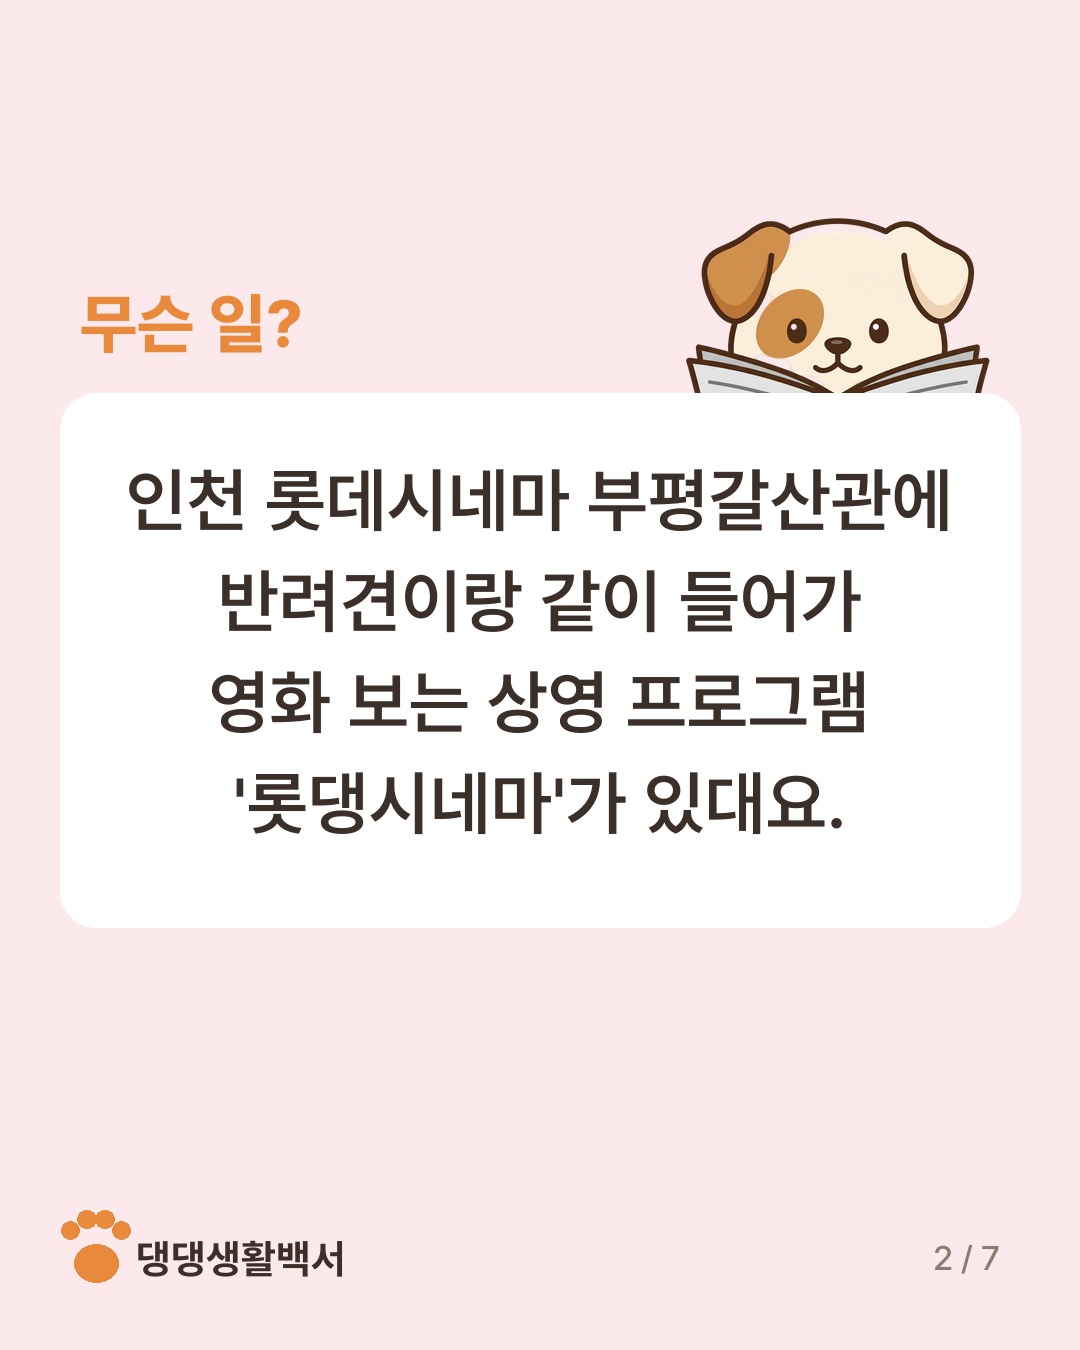 무슨 일?
인천 롯데시네마 부평갈산관에
반려견이랑 같이 들어가
영화 보는 상영 프로그램
'롯댕시네마'가 있대요.
댕댕생활백서
2 / 7